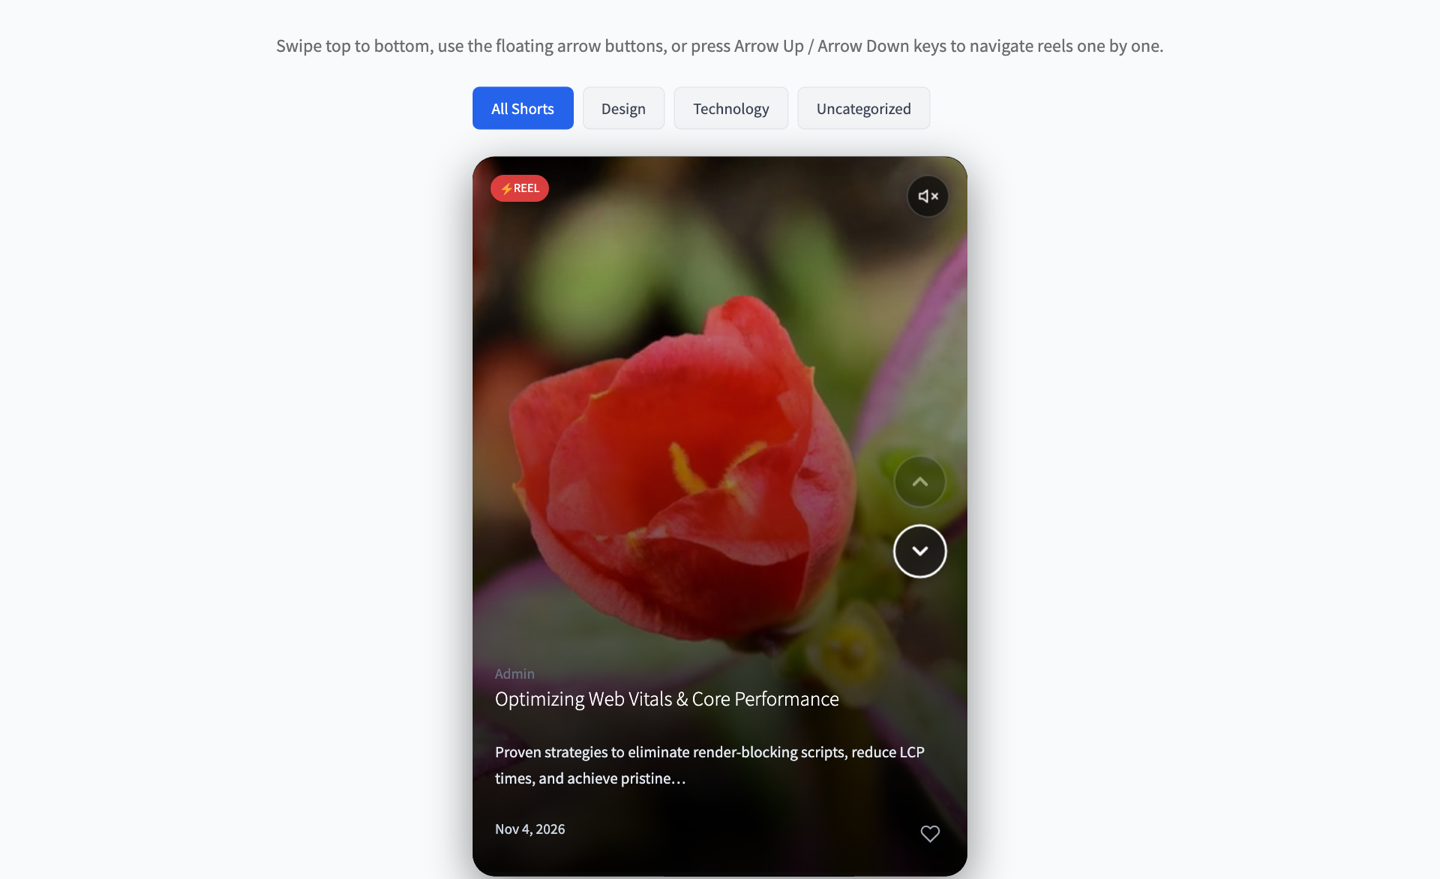 Swipe top to bottom, use the floating arrow buttons, or press Arrow Up / Arrow Down keys to navigate reels one by one.
All Shorts
Design
Technology
Uncategorized
⚡REEL
Admin
Optimizing Web Vitals & Core Performance
Proven strategies to eliminate render-blocking scripts, reduce LCP
times, and achieve pristine…
Nov 4, 2026